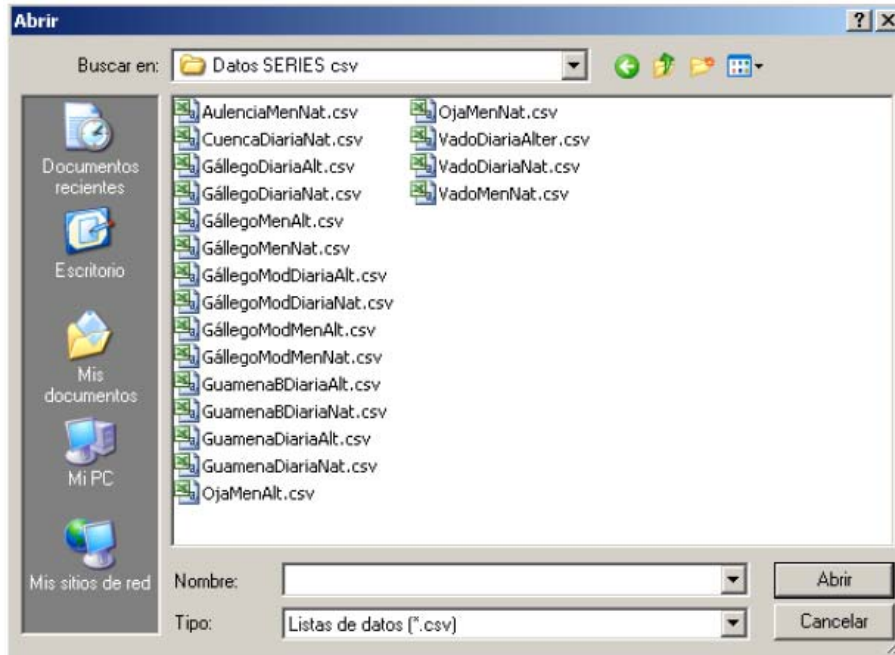 Abrir
Buscar en: Datos SERIES csv
Documentos
recientes
Escritorio
Mis
documentos
Mi PC
Mis sitios de red
AulenciaMenNat.csv
CuencaDiariaNat.csv
GállegoDiariaAlt.csv
GállegoDiariaNat.csv
GállegoMenAlt.csv
GállegoMenNat.csv
GállegoModDiariaAlt.csv
GállegoModDiariaNat.csv
GállegoModMenAlt.csv
GállegoModMenNat.csv
GuamenaBDiariaAlt.csv
GuamenaBDiariaNat.csv
GuamenaDiariaAlt.csv
GuamenaDiariaNat.csv
OjaMenAlt.csv
OjaMenNat.csv
VadoDiariaAlter.csv
VadoDiariaNat.csv
VadoMenNat.csv
Nombre:
Abrir
Tipo: Listas de datos (*.csv)
Cancelar